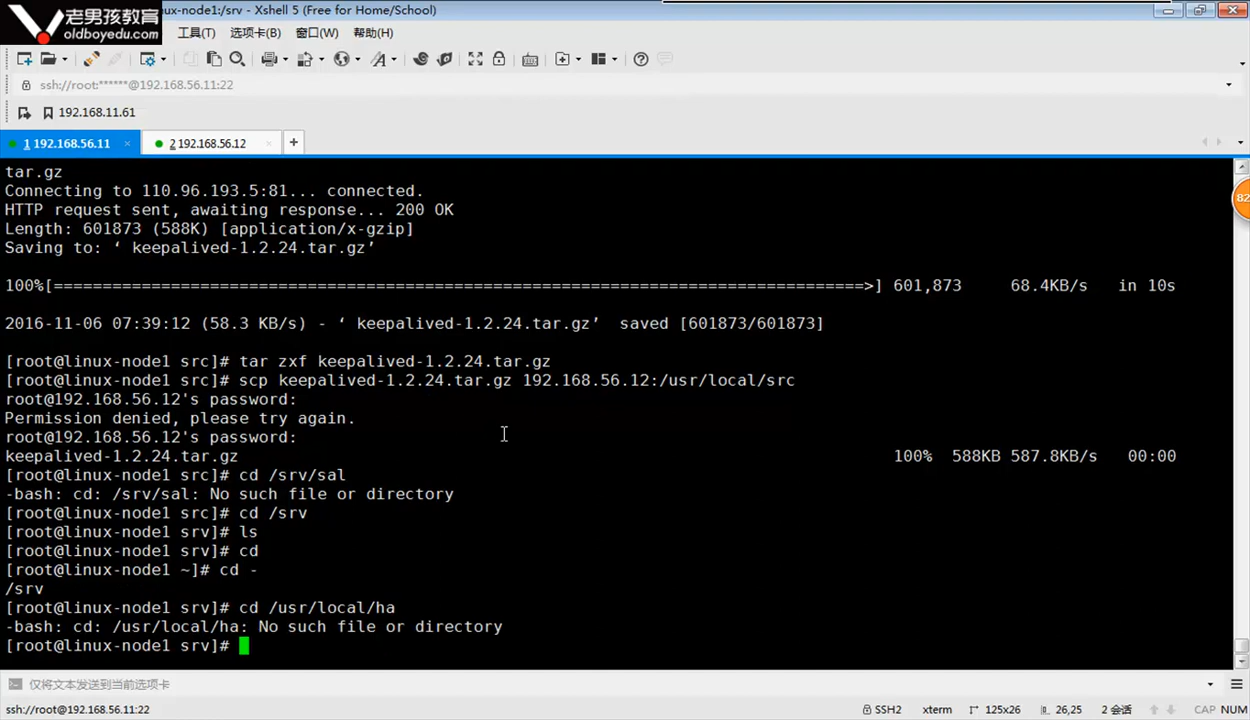 老男孩教育
oldboyedu.com
nux-node1:/srv - Xshell 5 (Free for Home/School)
工具(T) 选项卡(B) 窗口(W) 帮助(H)
ssh://root:******@192.168.56.11:22
192.168.11.61
1 192.168.56.11 × 2 192.168.56.12 × +
82
tar.gz
Connecting to 110.96.193.5:81... connected.
HTTP request sent, awaiting response... 200 OK
Length: 601873 (588K) [application/x-gzip]
Saving to: ‘ keepalived-1.2.24.tar.gz’
100%[===================================================================================>] 601,873 68.4KB/s in 10s
2016-11-06 07:39:12 (58.3 KB/s) - ‘ keepalived-1.2.24.tar.gz’ saved [601873/601873]
[root@linux-node1 src]# tar zxf keepalived-1.2.24.tar.gz
[root@linux-node1 src]# scp keepalived-1.2.24.tar.gz 192.168.56.12:/usr/local/src
root@192.168.56.12's password:
Permission denied, please try again.
root@192.168.56.12's password:
keepalived-1.2.24.tar.gz 100% 588KB 587.8KB/s 00:00
[root@linux-node1 src]# cd /srv/sal
-bash: cd: /srv/sal: No such file or directory
[root@linux-node1 src]# cd /srv
[root@linux-node1 srv]# ls
[root@linux-node1 srv]# cd
[root@linux-node1 ~]# cd -
/srv
[root@linux-node1 srv]# cd /usr/local/ha
-bash: cd: /usr/local/ha: No such file or directory
[root@linux-node1 srv]#
仅将文本发送到当前选项卡
ssh://root@192.168.56.11:22 SSH2 xterm 125x26 26,25 2 会话 CAP NUM